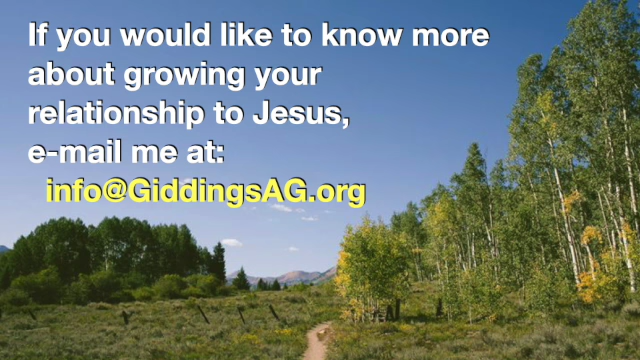 If you would like to know more
about growing your
relationship to Jesus,
e-mail me at:
info@GiddingsAG.org